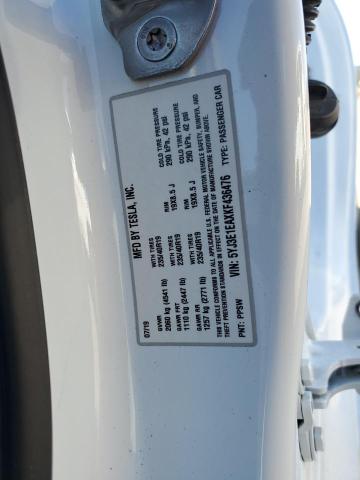 MFD BY TESLA, INC.
07/19
GVWR
2060 kg (4541 lb)
WITH TIRES
235/40R19
RIM
19X8.5 J
COLD TIRE PRESSURE
290 kPa, 42 psi
GAWR FRT
1110 kg (2447 lb)
WITH TIRES
235/40R19
RIM
19X8.5 J
COLD TIRE PRESSURE
290 kPa, 42 psi
GAWR RR
1257 kg (2771 lb)
WITH TIRES
235/40R19
THIS VEHICLE CONFORMS TO ALL APPLICABLE U.S. FEDERAL MOTOR VEHICLE SAFETY, BUMPER, AND
THEFT PREVENTION STANDARDS IN EFFECT ON THE DATE OF MANUFACTURE SHOWN ABOVE.
VIN: 5YJ3E1EAXKF436476 TYPE: PASSENGER CAR
PNT: PPSW